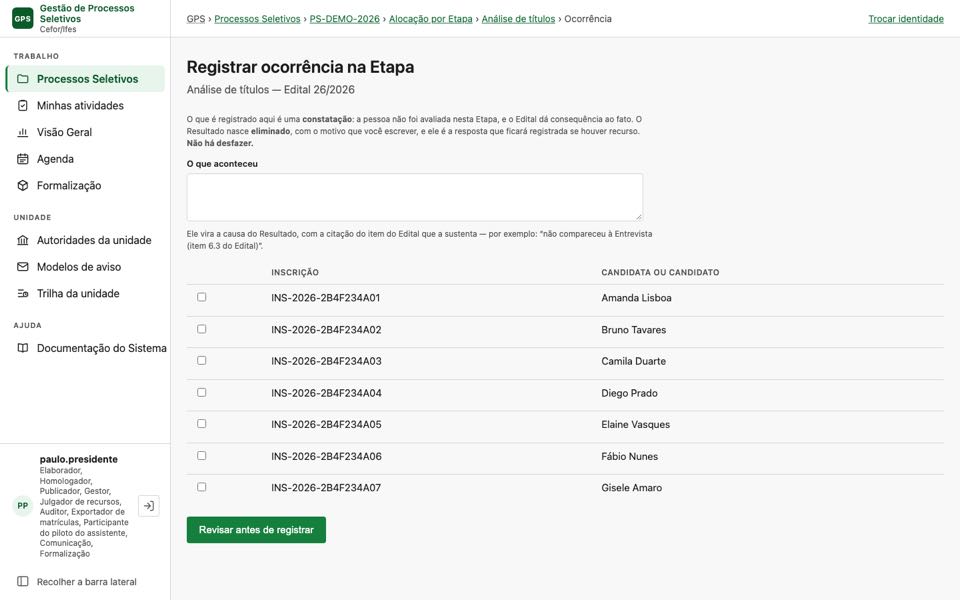 GPS
Gestão de Processos
Seletivos
Cefor/Ifes
GPS › Processos Seletivos › PS-DEMO-2026 › Alocação por Etapa › Análise de títulos › Ocorrência
Trocar identidade
TRABALHO
Processos Seletivos
Minhas atividades
Visão Geral
Agenda
Formalização
UNIDADE
Autoridades da unidade
Modelos de aviso
Trilha da unidade
AJUDA
Documentação do Sistema
PP
paulo.presidente
Elaborador,
Homologador,
Publicador, Gestor,
Julgador de recursos,
Auditor, Exportador de
matrículas, Participante
do piloto do assistente,
Comunicação,
Formalização
Recolher a barra lateral
Registrar ocorrência na Etapa
Análise de títulos — Edital 26/2026
O que é registrado aqui é uma constatação: a pessoa não foi avaliada nesta Etapa, e o Edital dá consequência ao fato. O
Resultado nasce eliminado, com o motivo que você escrever, e ele é a resposta que ficará registrada se houver recurso.
Não há desfazer.
O que aconteceu
Ele vira a causa do Resultado, com a citação do item do Edital que a sustenta — por exemplo: "não compareceu à Entrevista
(item 6.3 do Edital)".
INSCRIÇÃO CANDIDATA OU CANDIDATO
INS-2026-2B4F234A01 Amanda Lisboa
INS-2026-2B4F234A02 Bruno Tavares
INS-2026-2B4F234A03 Camila Duarte
INS-2026-2B4F234A04 Diego Prado
INS-2026-2B4F234A05 Elaine Vasques
INS-2026-2B4F234A06 Fábio Nunes
INS-2026-2B4F234A07 Gisele Amaro
Revisar antes de registrar